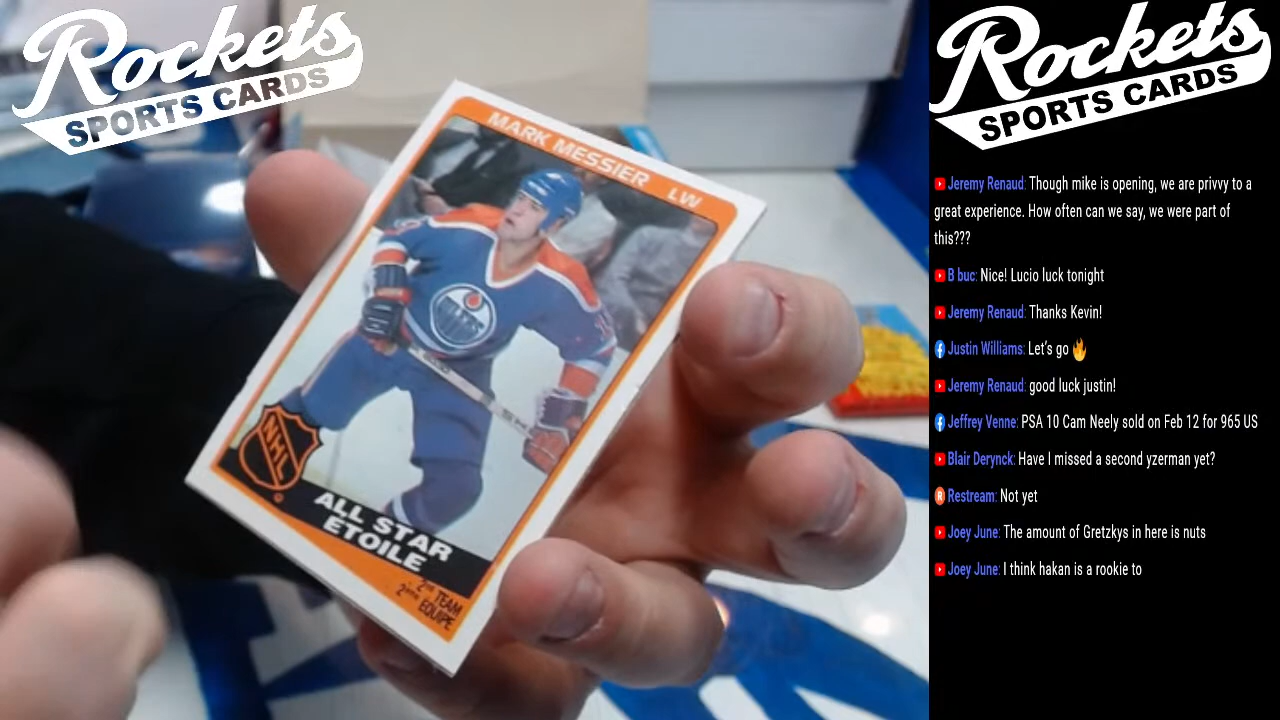 Rockets
SPORTS CARDS
MARK MESSIER LW
OILERS
NHL
ALL STAR
ETOILE
2ND TEAM
2ÈME EQUIPE
Rockets
SPORTS CARDS
Jeremy Renaud: Though mike is opening, we are privvy to a
great experience. How often can we say, we were part of
this???
B buc: Nice! Lucio luck tonight
Jeremy Renaud: Thanks Kevin!
Justin Williams: Let's go 🔥
Jeremy Renaud: good luck justin!
Jeffrey Venne: PSA 10 Cam Neely sold on Feb 12 for 965 US
Blair Derynck: Have I missed a second yzerman yet?
Restream: Not yet
Joey June: The amount of Gretzkys in here is nuts
Joey June: I think hakan is a rookie to